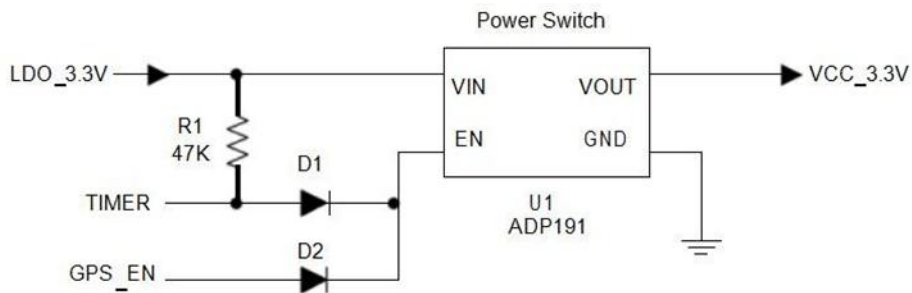 Power Switch
LDO_3.3V
VCC_3.3V
VIN
VOUT
R1
47K
EN
GND
D1
TIMER
U1
ADP191
D2
GPS_EN